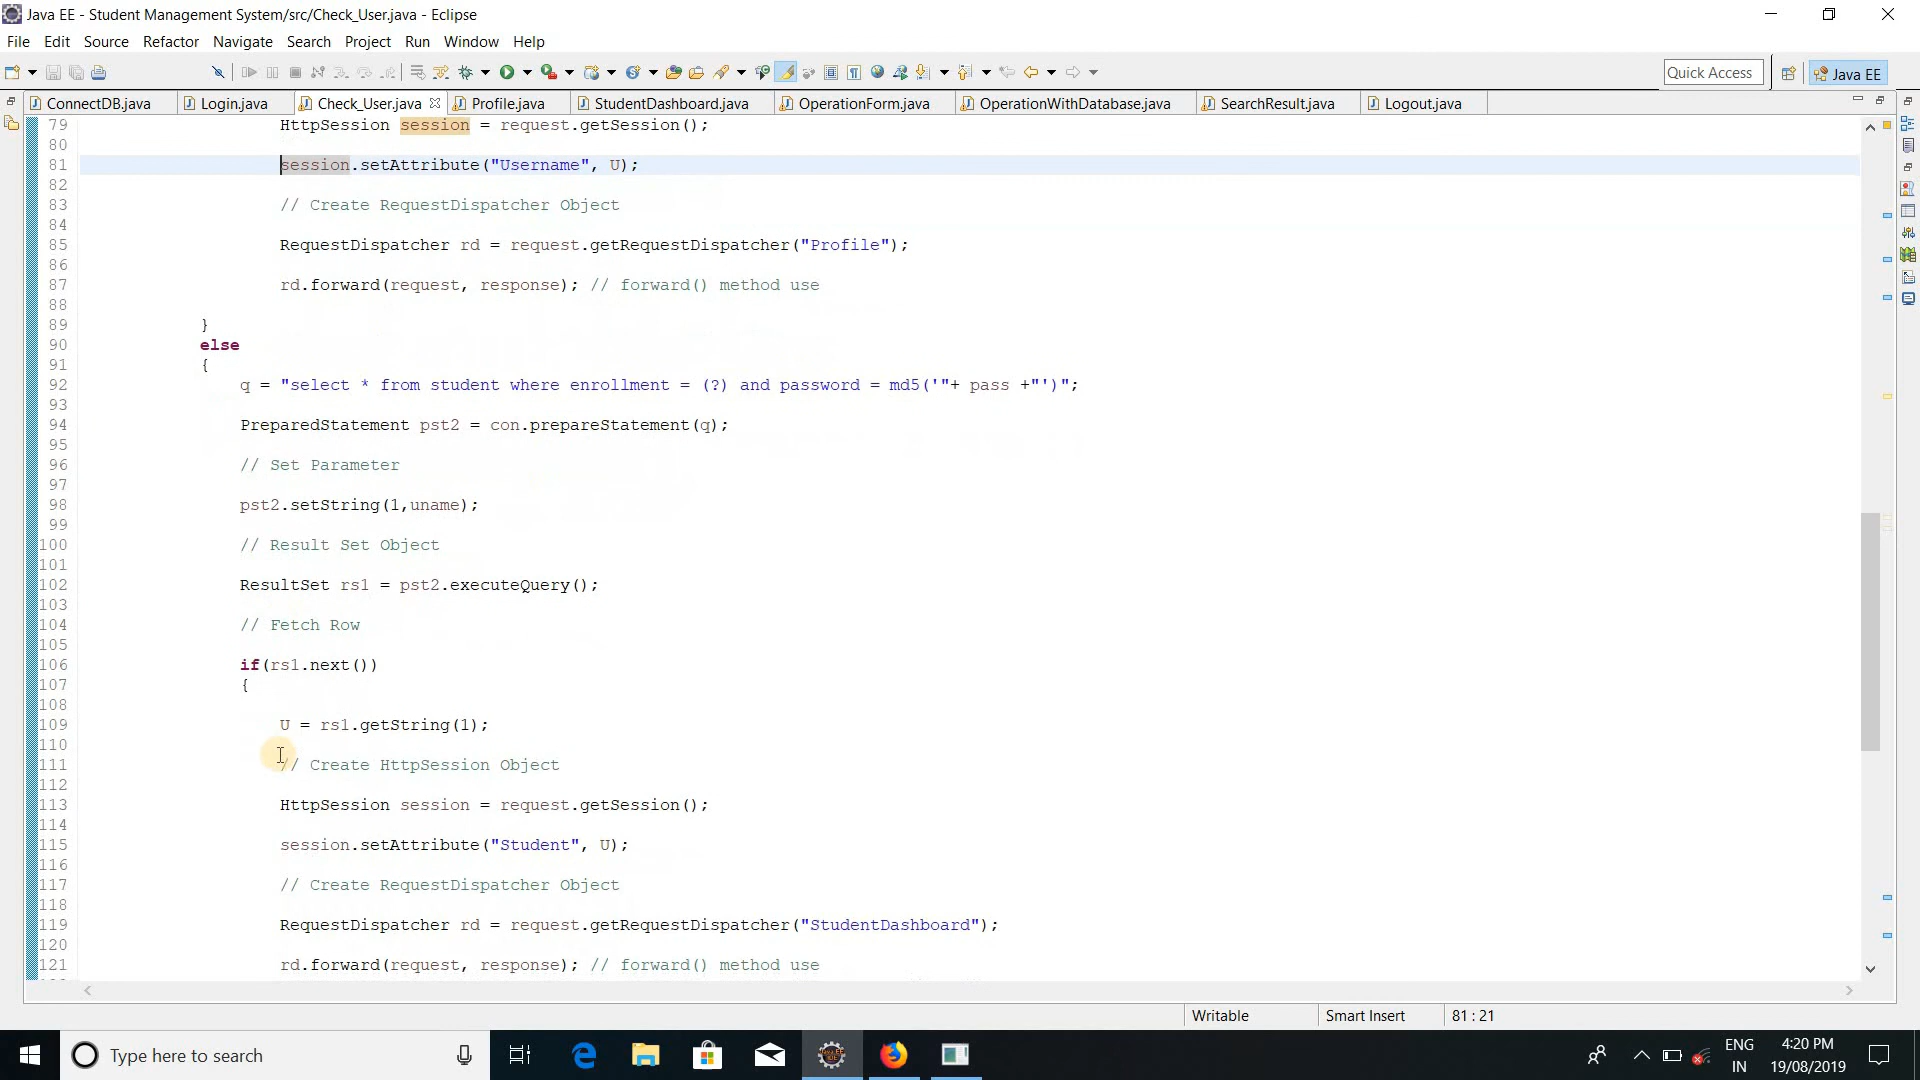 Java EE - Student Management System/src/Check_User.java - Eclipse
File Edit Source Refactor Navigate Search Project Run Window Help
Quick Access
Java EE
ConnectDB.java
Login.java
Check_User.java
Profile.java
StudentDashboard.java
OperationForm.java
OperationWithDatabase.java
SearchResult.java
Logout.java
79 HttpSession session = request.getSession();
80
81 session.setAttribute("Username", U);
82
83 // Create RequestDispatcher Object
84
85 RequestDispatcher rd = request.getRequestDispatcher("Profile");
86
87 rd.forward(request, response); // forward() method use
88
89 }
90 else
91 {
92 q = "select * from student where enrollment = (?) and password = md5('"+ pass +"')";
93
94 PreparedStatement pst2 = con.prepareStatement(q);
95
96 // Set Parameter
97
98 pst2.setString(1,uname);
99
100 // Result Set Object
101
102 ResultSet rs1 = pst2.executeQuery();
103
104 // Fetch Row
105
106 if(rs1.next())
107 {
108
109 U = rs1.getString(1);
110
111 // Create HttpSession Object
112
113 HttpSession session = request.getSession();
114
115 session.setAttribute("Student", U);
116
117 // Create RequestDispatcher Object
118
119 RequestDispatcher rd = request.getRequestDispatcher("StudentDashboard");
120
121 rd.forward(request, response); // forward() method use
Writable
Smart Insert
81 : 21
Type here to search
ENG
IN
4:20 PM
19/08/2019